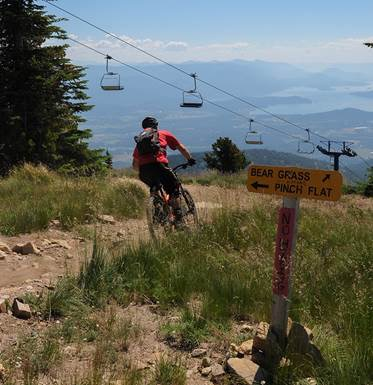 BEAR GRASS ↗
← PINCH FLAT